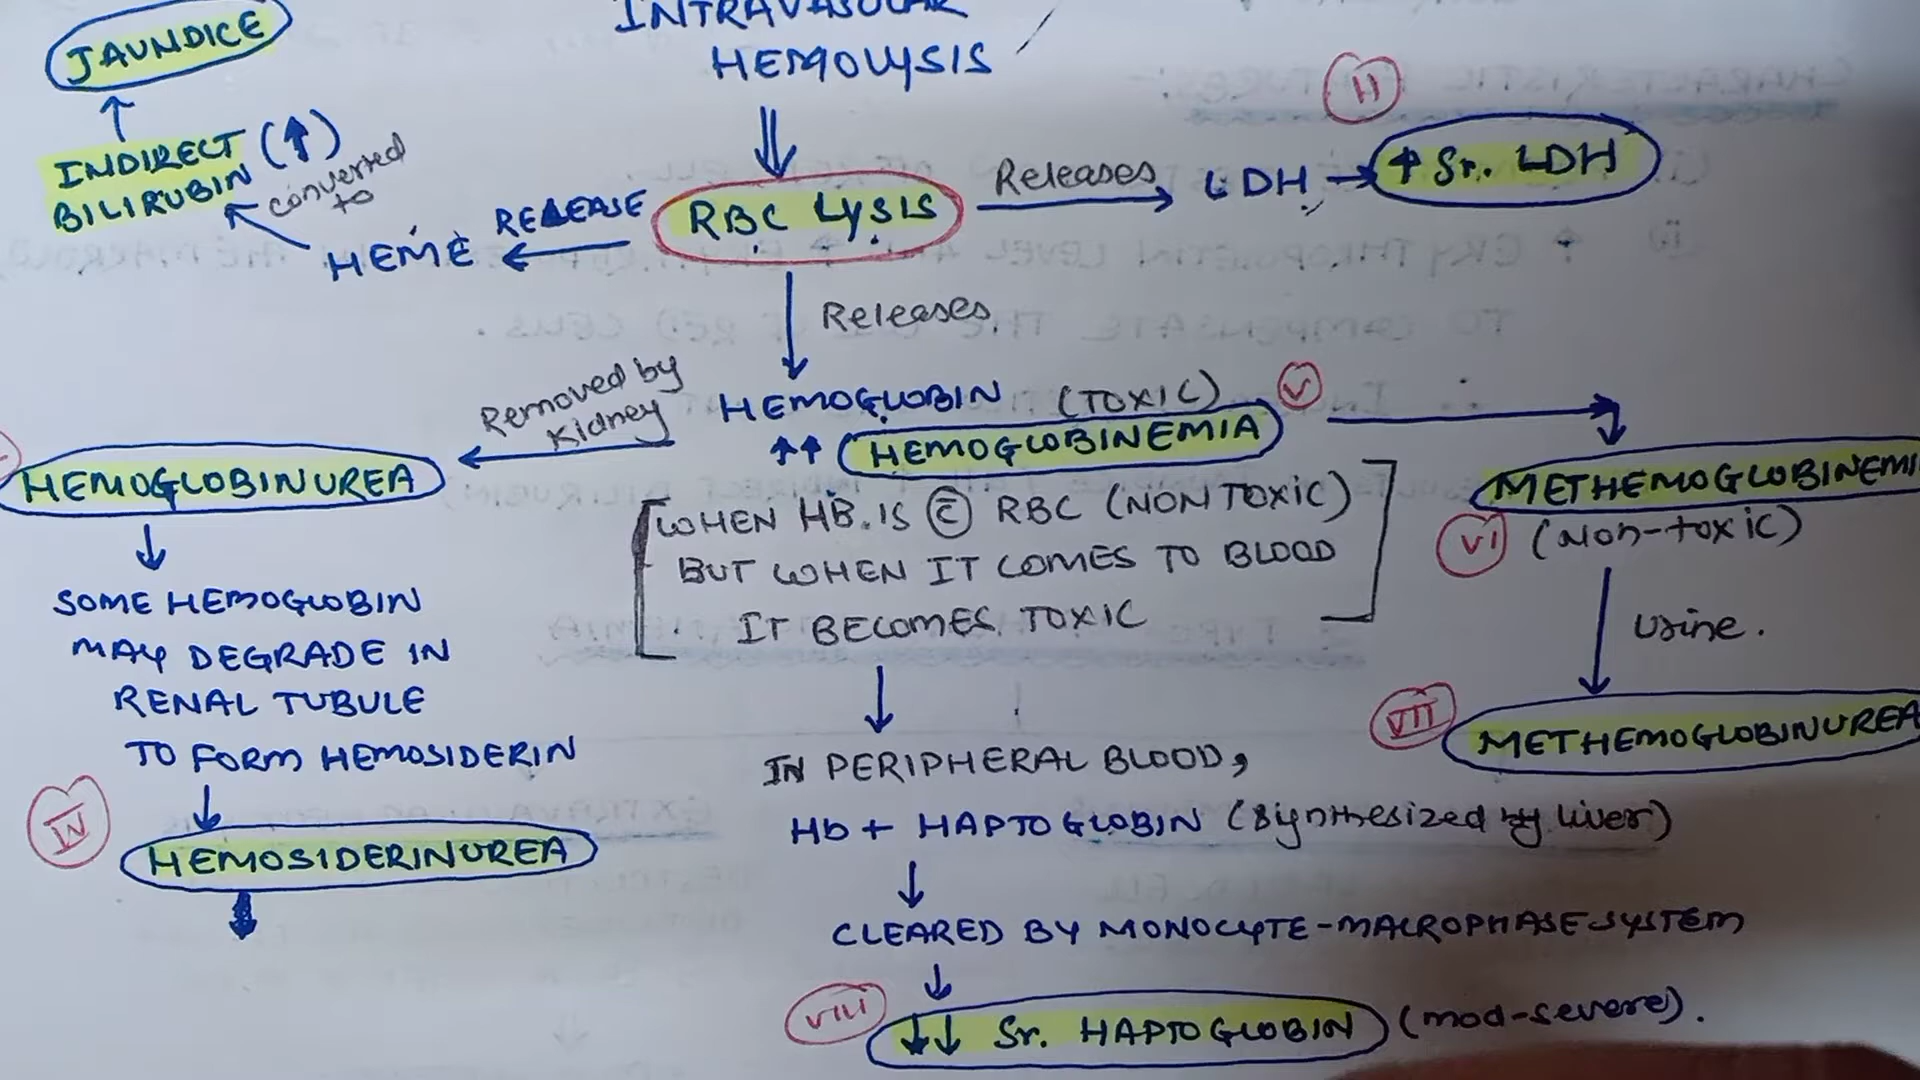 INTRAVASCULAR
HEMOLYSIS
JAUNDICE
INDIRECT (↑)
BILIRUBIN
converted
to
HEME
RELEASE
RBC LYSIS
Releases
LDH → ↑ Sr. LDH
II
Releases
Removed by
Kidney
HEMOGLOBIN (TOXIC)
↑↑ HEMOGLOBINEMIA
V
HEMOGLOBINUREA
METHEMOGLOBINEMI
VI (Non-toxic)
[WHEN HB. IS C̄ RBC (NON TOXIC)
BUT WHEN IT COMES TO BLOOD
IT BECOMES TOXIC]
SOME HEMOGLOBIN
MAY DEGRADE IN
RENAL TUBULE
TO FORM HEMOSIDERIN
IV
HEMOSIDERINUREA
urine.
VII
METHEMOGLOBINUREA
IN PERIPHERAL BLOOD,
Hb + HAPTOGLOBIN (synthesized by liver)
CLEARED BY MONOCYTE-MACROPHASE SYSTEM
VIII
↓↓ Sr. HAPTOGLOBIN (mod-severe).